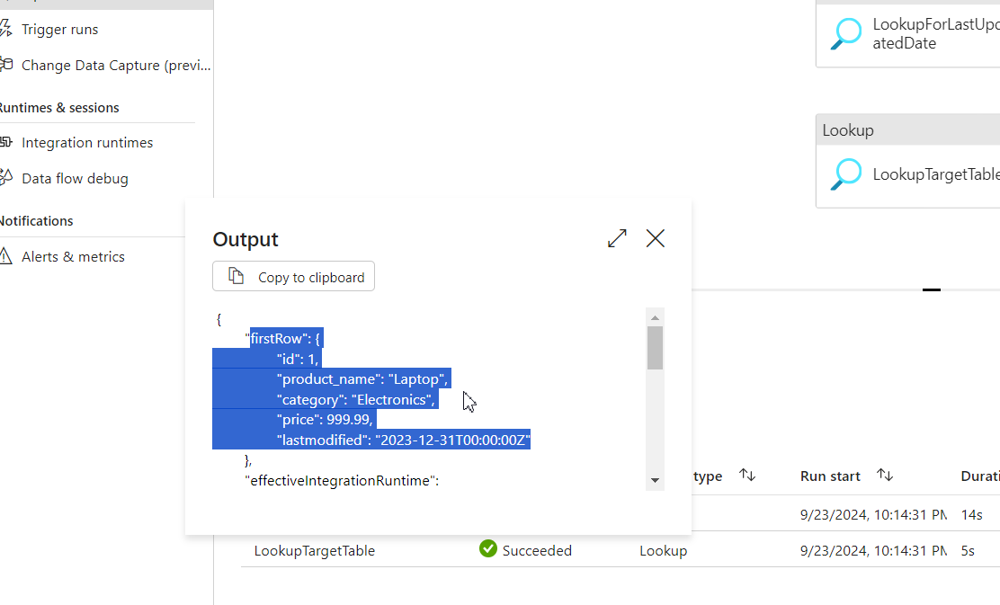 Trigger runs
Change Data Capture (previ...
Runtimes & sessions
Integration runtimes
Data flow debug
Notifications
Alerts & metrics
LookupForLastUpd
atedDate
Lookup
LookupTargetTable
Output
Copy to clipboard
{
"firstRow": {
"id": 1,
"product_name": "Laptop",
"category": "Electronics",
"price": 999.99,
"lastmodified": "2023-12-31T00:00:00Z"
},
"effectiveIntegrationRuntime":
type Run start Durati
9/23/2024, 10:14:31 PM 14s
LookupTargetTable Succeeded Lookup 9/23/2024, 10:14:31 PM 5s